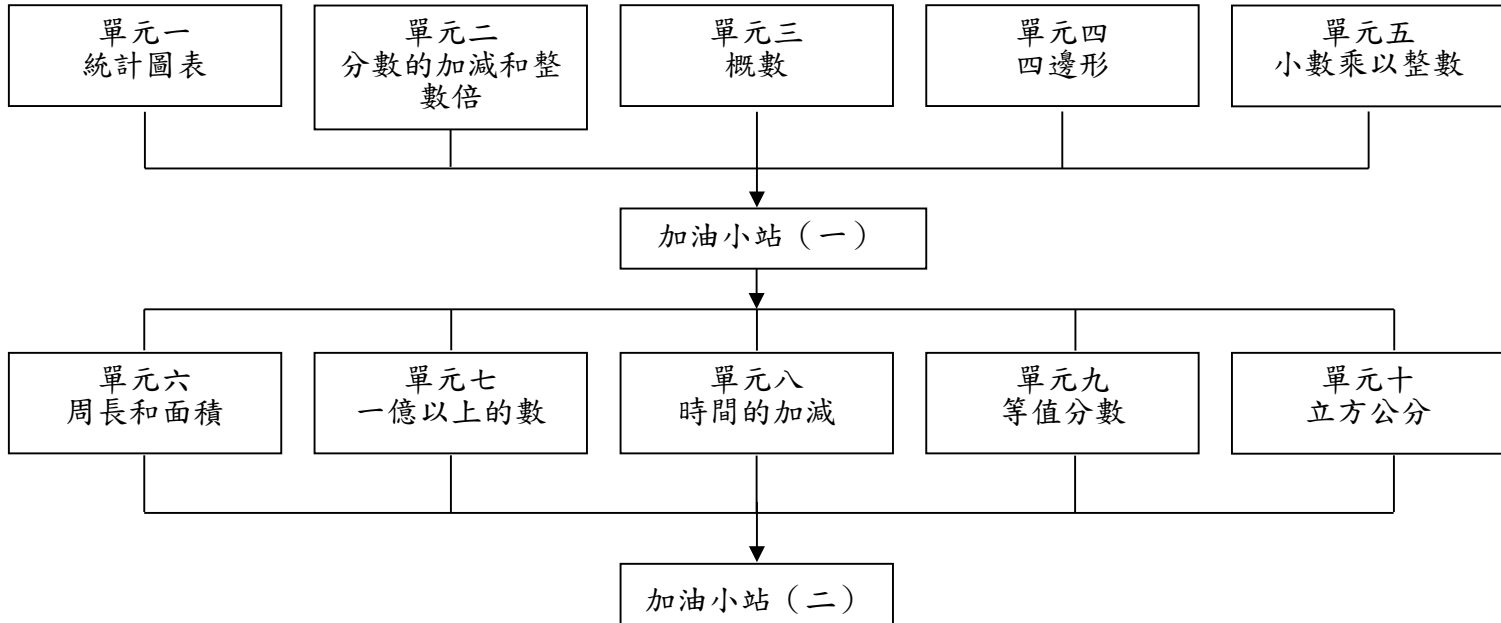 單元一
統計圖表
單元二
分數的加減和整
數倍
單元三
概數
單元四
四邊形
單元五
小數乘以整數
加油小站（一）
單元六
周長和面積
單元七
一億以上的數
單元八
時間的加減
單元九
等值分數
單元十
立方公分
加油小站（二）